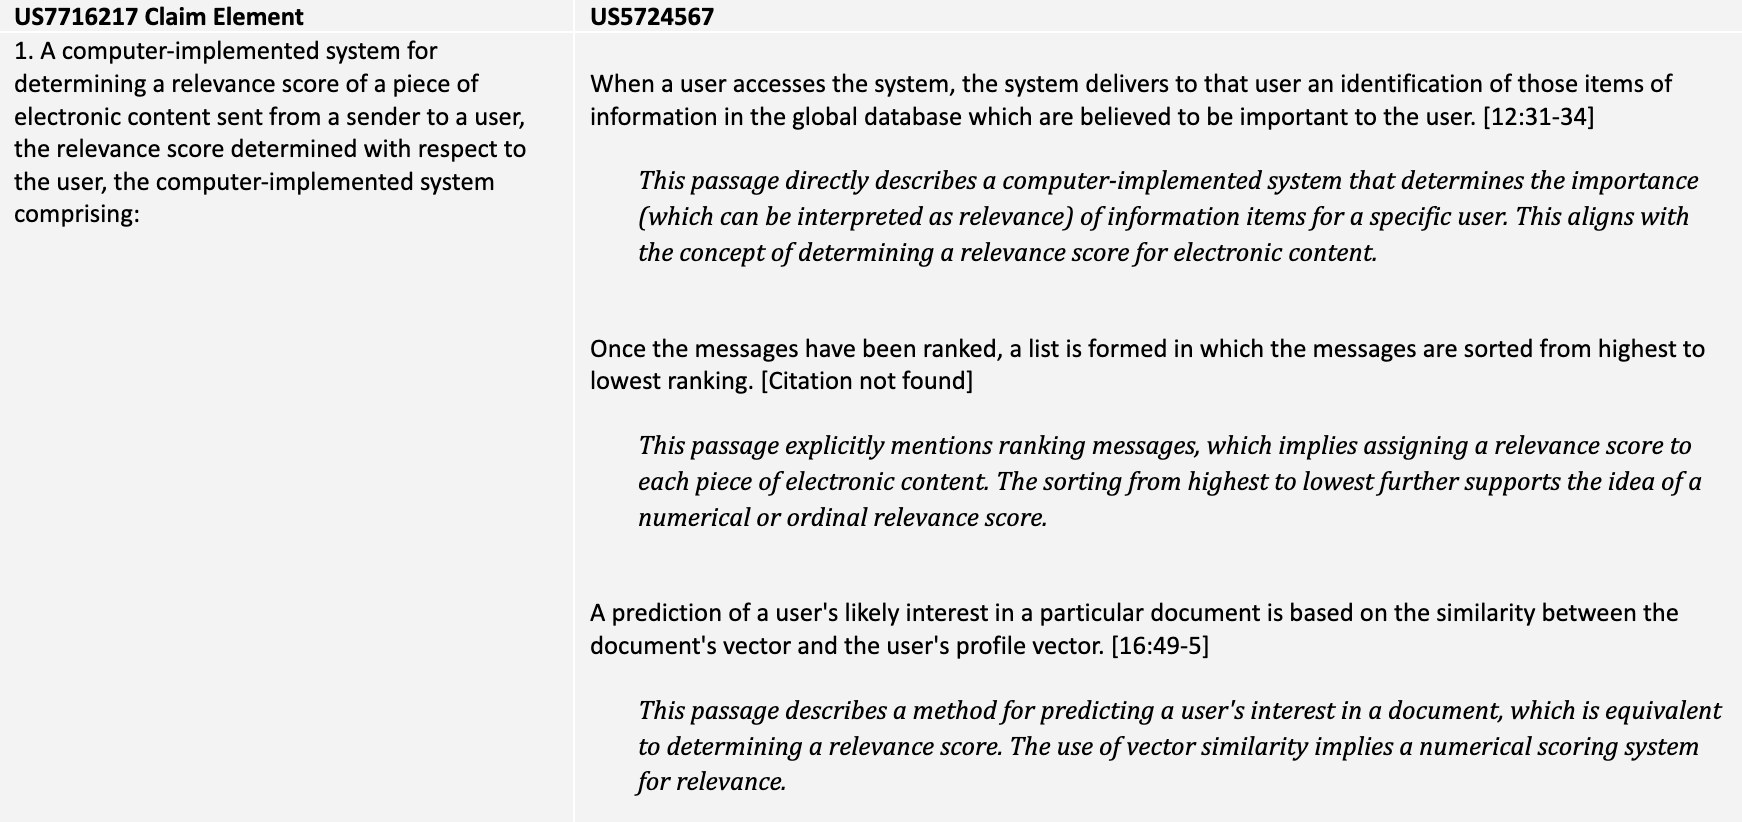 US7716217 Claim Element
US5724567
1. A computer-implemented system for
determining a relevance score of a piece of
electronic content sent from a sender to a user,
the relevance score determined with respect to
the user, the computer-implemented system
comprising:
When a user accesses the system, the system delivers to that user an identification of those items of
information in the global database which are believed to be important to the user. [12:31-34]
This passage directly describes a computer-implemented system that determines the importance
(which can be interpreted as relevance) of information items for a specific user. This aligns with
the concept of determining a relevance score for electronic content.
Once the messages have been ranked, a list is formed in which the messages are sorted from highest to
lowest ranking. [Citation not found]
This passage explicitly mentions ranking messages, which implies assigning a relevance score to
each piece of electronic content. The sorting from highest to lowest further supports the idea of a
numerical or ordinal relevance score.
A prediction of a user's likely interest in a particular document is based on the similarity between the
document's vector and the user's profile vector. [16:49-5]
This passage describes a method for predicting a user's interest in a document, which is equivalent
to determining a relevance score. The use of vector similarity implies a numerical scoring system
for relevance.